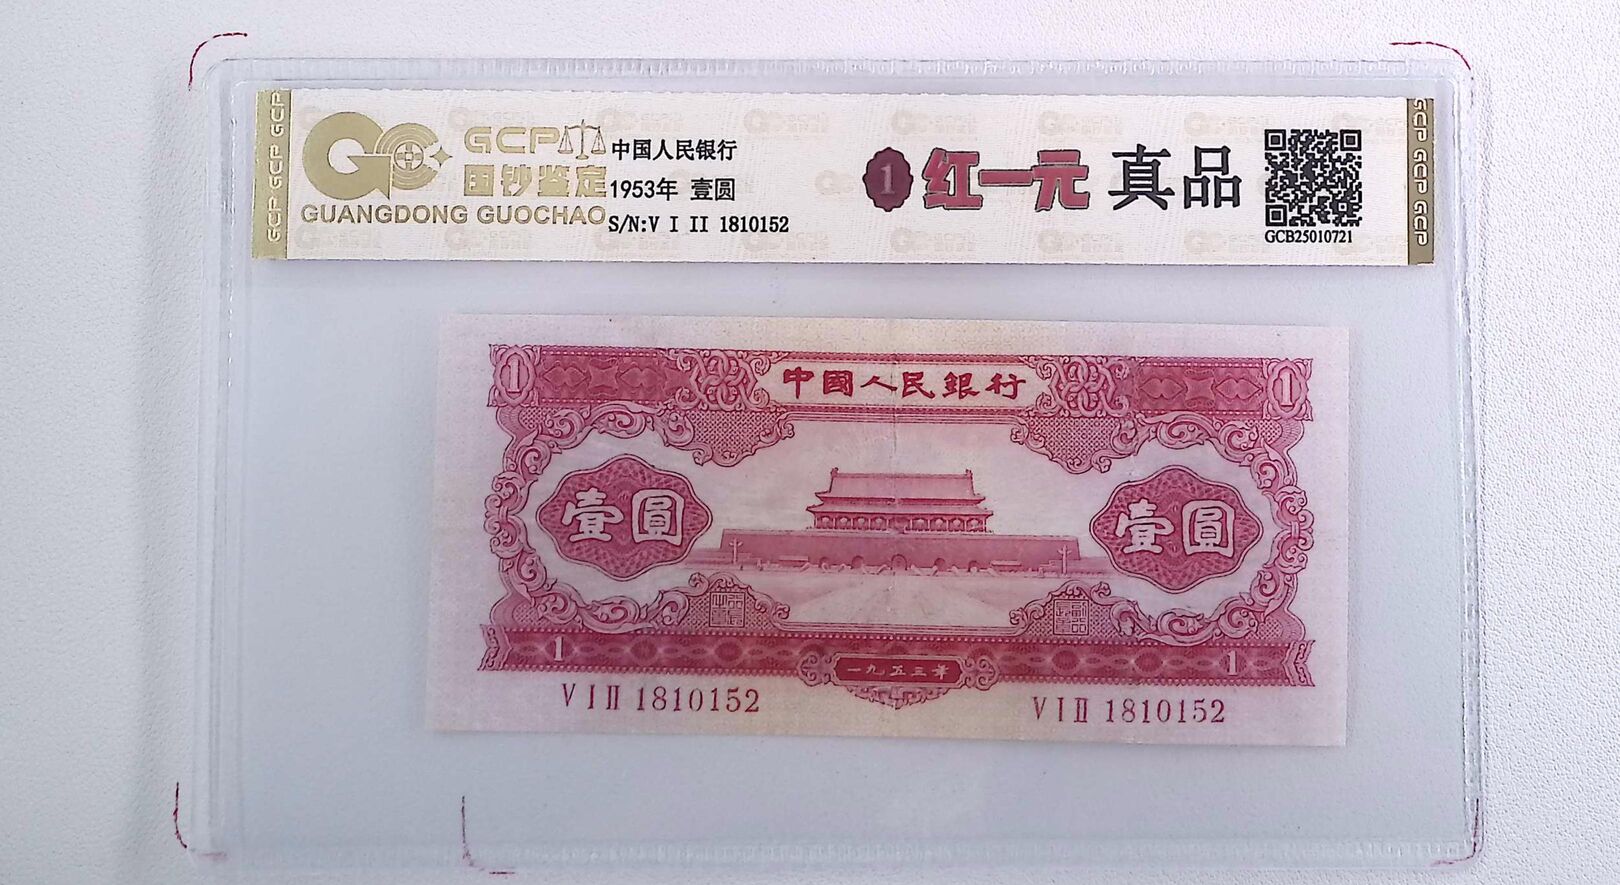 GCP GCP GCP
GCP
国钞鉴定
GUANGDONG GUOCHAO
中国人民银行
1953年 壹圆
S/N:V I II 1810152
1 红一元 真品
GCB25010721
GCP GCP GCP
1 中國人民銀行 1
壹圓 壹圓
1 一九五三年 1
V I II 1810152 V I II 1810152